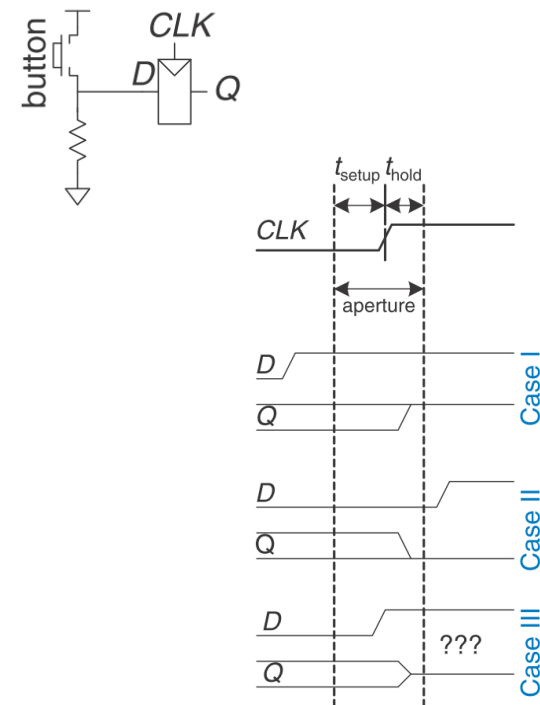 CLK
button
D
Q
tsetup thold
CLK
aperture
D
Q
Case I
D
Q
Case II
D
???
Q
Case III